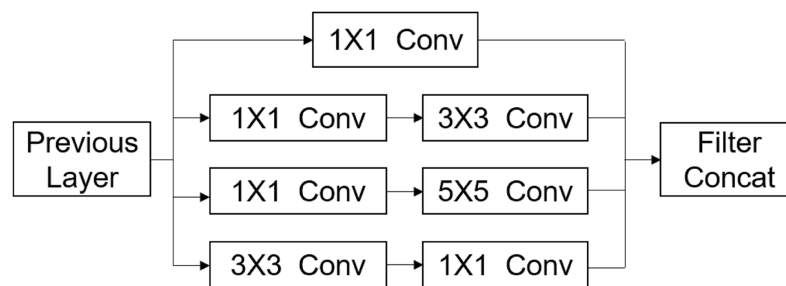 1X1 Conv
1X1 Conv
3X3 Conv
Previous
Layer
Filter
Concat
1X1 Conv
5X5 Conv
3X3 Conv
1X1 Conv